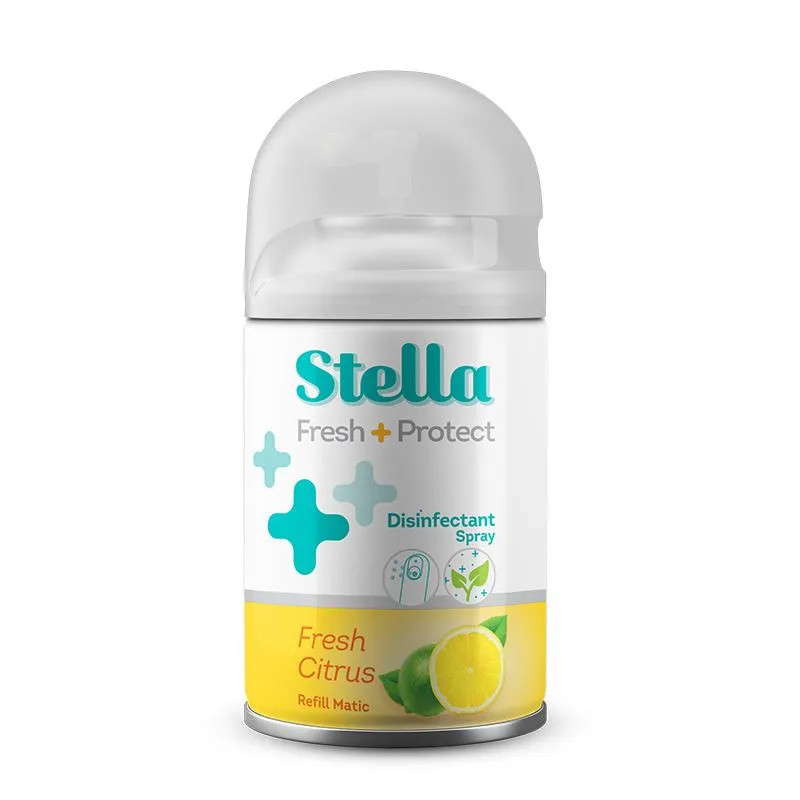 Stella
Fresh + Protect
Disinfectant
Spray
Fresh
Citrus
Refill Matic